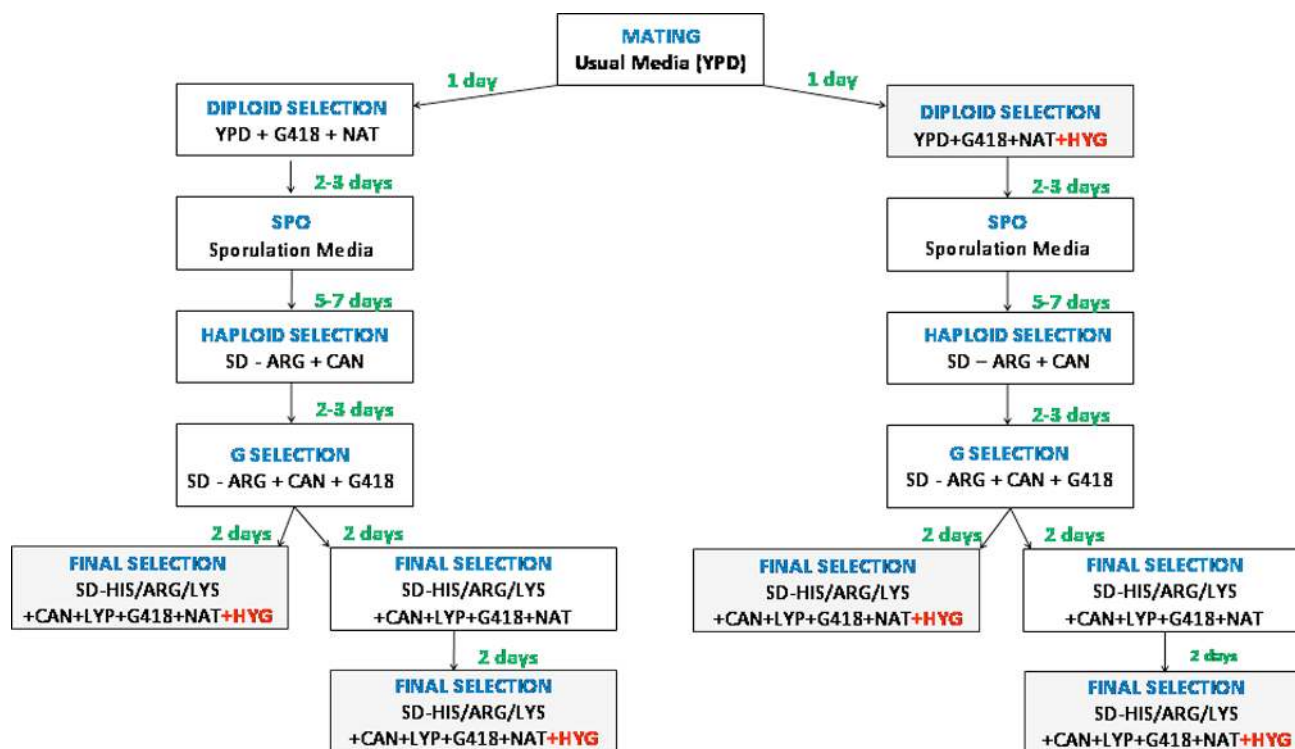 MATING
Usual Media (YPD)
1 day
1 day
DIPLOID SELECTION
YPD + G418 + NAT
DIPLOID SELECTION
YPD+G418+NAT+HYG
2-3 days
2-3 days
SPO
Sporulation Media
SPO
Sporulation Media
5-7 days
5-7 days
HAPLOID SELECTION
SD - ARG + CAN
HAPLOID SELECTION
SD – ARG + CAN
2-3 days
2-3 days
G SELECTION
SD - ARG + CAN + G418
G SELECTION
SD - ARG + CAN + G418
2 days
2 days
2 days
2 days
FINAL SELECTION
SD-HIS/ARG/LYS
+CAN+LYP+G418+NAT+HYG
FINAL SELECTION
SD-HIS/ARG/LYS
+CAN+LYP+G418+NAT
FINAL SELECTION
SD-HIS/ARG/LYS
+CAN+LYP+G418+NAT+HYG
FINAL SELECTION
SD-HIS/ARG/LYS
+CAN+LYP+G418+NAT
2 days
2 days
FINAL SELECTION
SD-HIS/ARG/LYS
+CAN+LYP+G418+NAT+HYG
FINAL SELECTION
SD-HIS/ARG/LYS
+CAN+LYP+G418+NAT+HYG